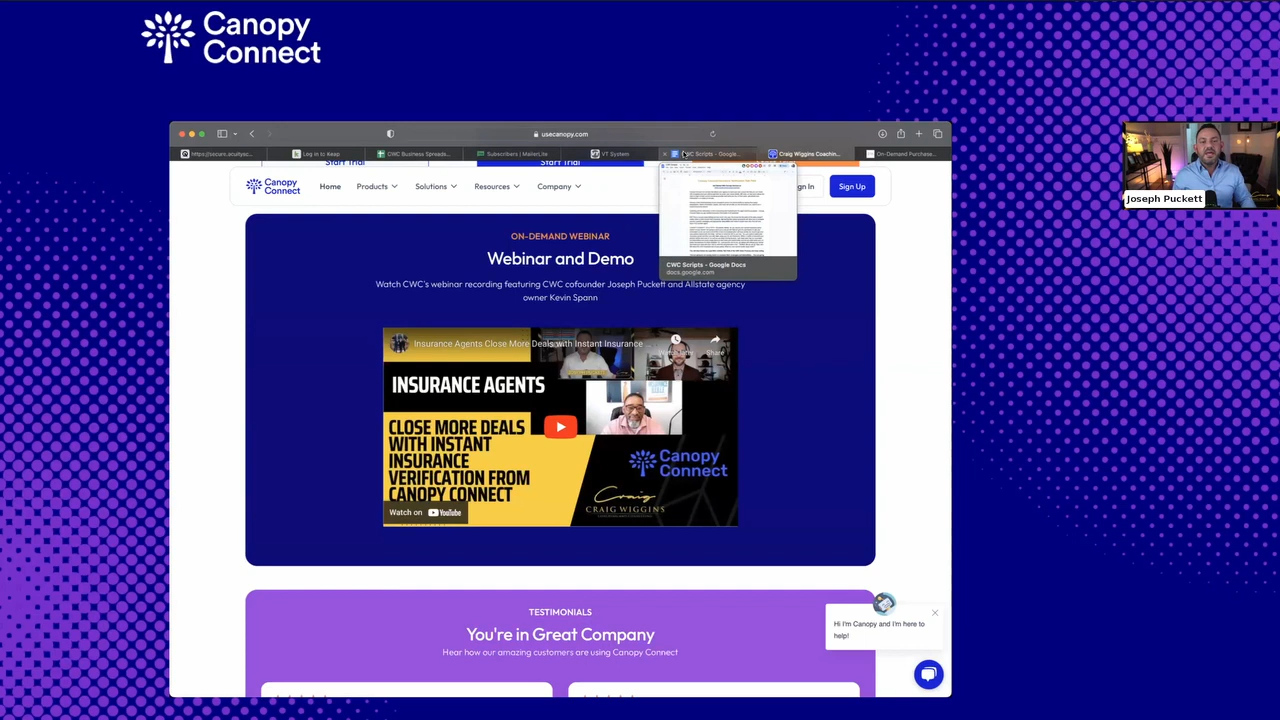 Canopy
Connect
usecanopy.com
https://secure.acuitysc...
Log in to Keap
CWC Business Spreads...
Subscribers | MailerLite
VT System
CWC Scripts - Google...
Craig Wiggins Coachin...
On-Demand Purchase...
Start Trial
Start Trial
Canopy
Connect
Home
Products
Solutions
Resources
Company
gn In
Sign Up
CWC Scripts - Google Docs
docs.google.com
Joseph Puckett
ON-DEMAND WEBINAR
Webinar and Demo
Watch CWC's webinar recording featuring CWC cofounder Joseph Puckett and Allstate agency
owner Kevin Spann
Insurance Agents Close More Deals with Instant Insurance ...
Watch later
Share
INSURANCE AGENTS
CLOSE MORE DEALS
WITH INSTANT
INSURANCE
VERIFICATION FROM
CANOPY CONNECT
Canopy
Connect
Craig
CRAIG WIGGINS
Watch on YouTube
TESTIMONIALS
You're in Great Company
Hear how our amazing customers are using Canopy Connect
Hi I'm Canopy and I'm here to
help!